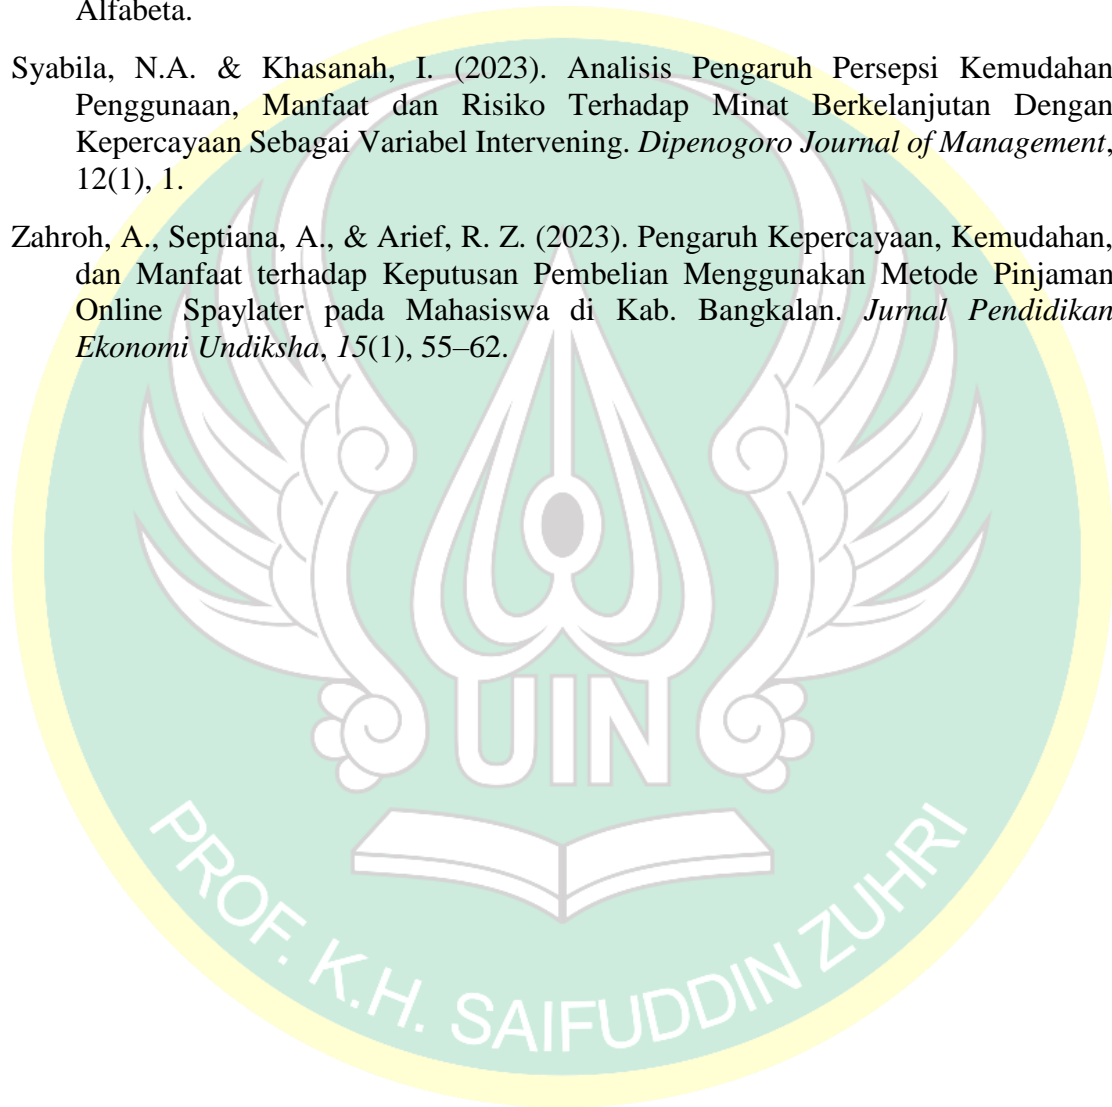 Alfabeta.
Syabila, N.A. & Khasanah, I. (2023). Analisis Pengaruh Persepsi Kemudahan
Penggunaan, Manfaat dan Risiko Terhadap Minat Berkelanjutan Dengan
Kepercayaan Sebagai Variabel Intervening. Dipenogoro Journal of Management,
12(1), 1.
Zahroh, A., Septiana, A., & Arief, R. Z. (2023). Pengaruh Kepercayaan, Kemudahan,
dan Manfaat terhadap Keputusan Pembelian Menggunakan Metode Pinjaman
Online Spaylater pada Mahasiswa di Kab. Bangkalan. Jurnal Pendidikan
Ekonomi Undiksha, 15(1), 55–62.
UIN
PROF. K.H. SAIFUDDIN ZUHRI